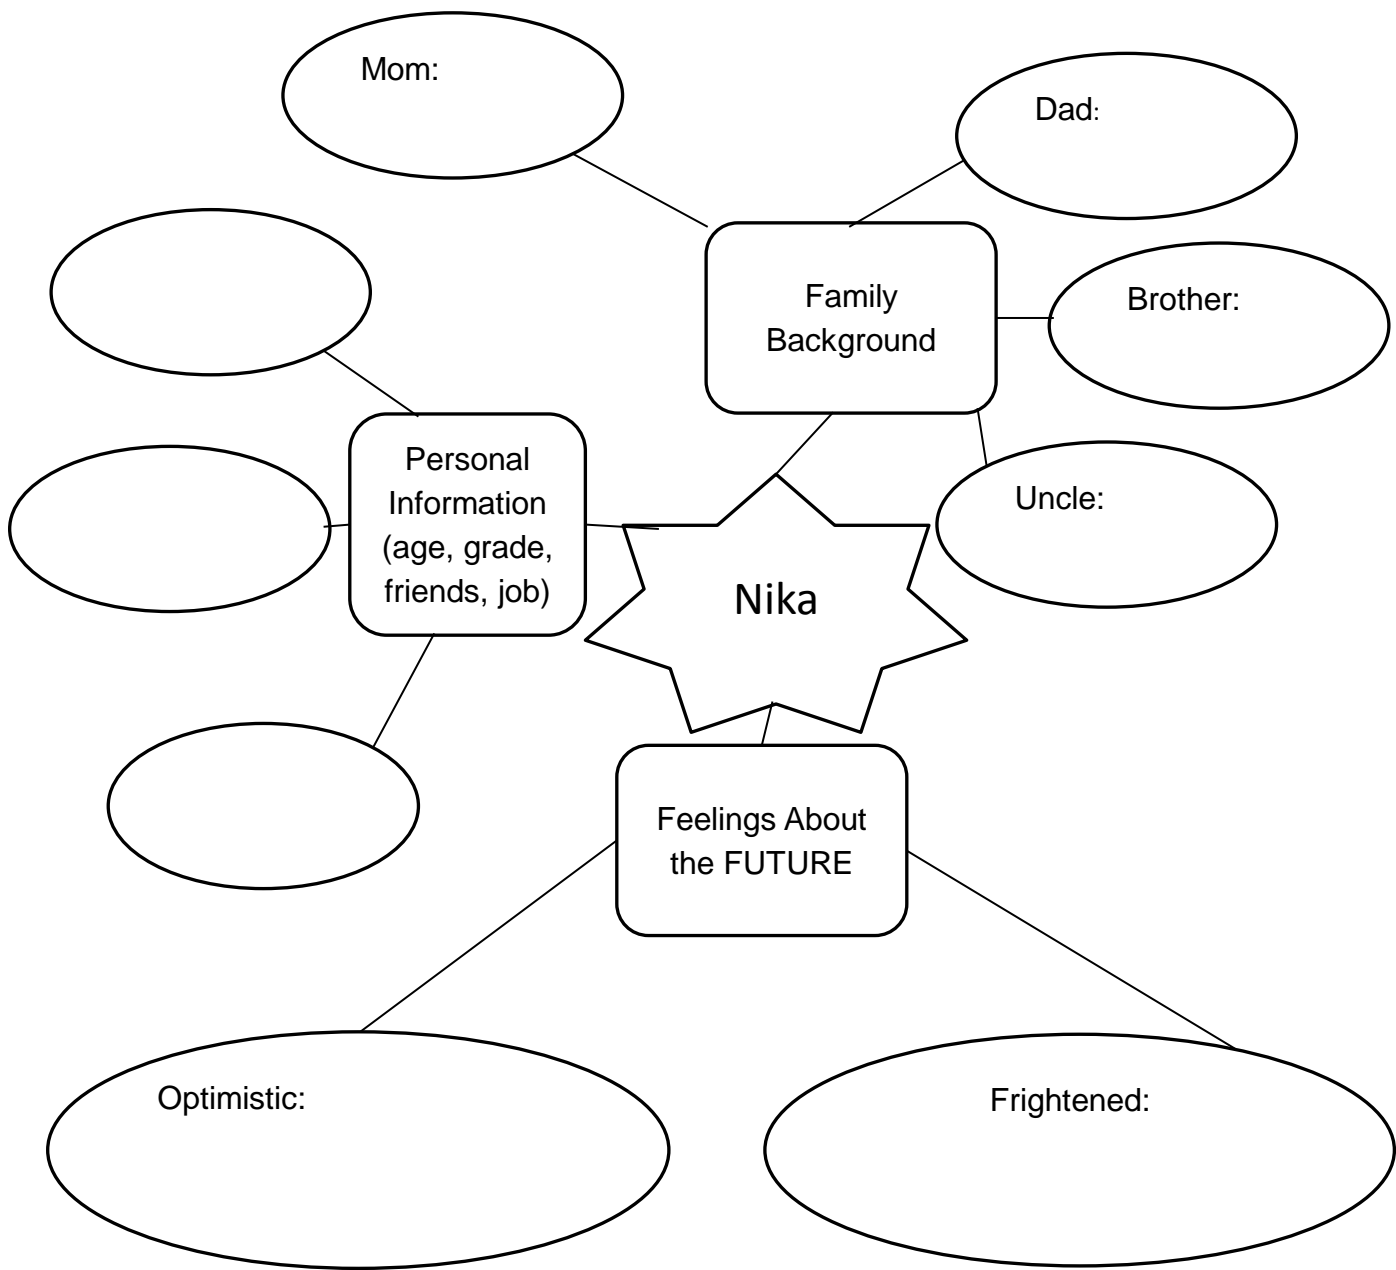 Mom:
Dad:
Family
Background
Brother:
Personal
Information
(age, grade,
friends, job)
Uncle:
Nika
Feelings About
the FUTURE
Optimistic:
Frightened: